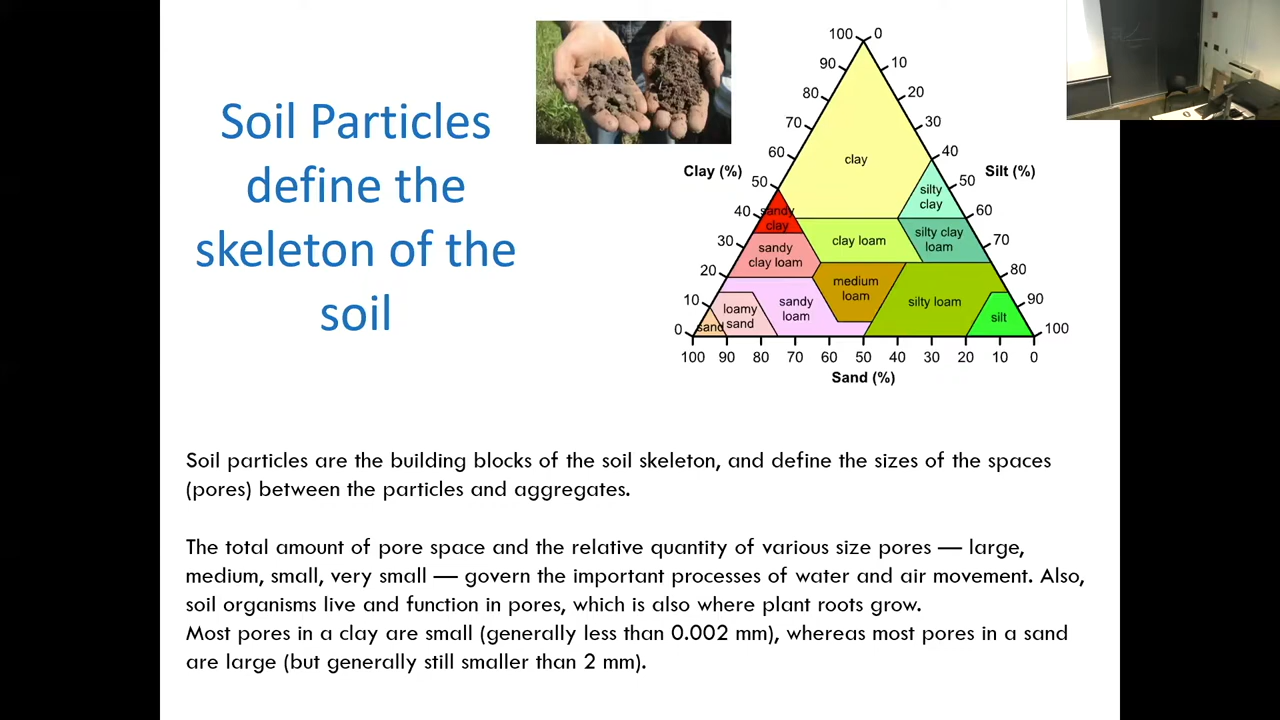 Soil Particles
define the
skeleton of the
soil
100 0
90 10
80 20
70 30
60 40
Clay (%) Silt (%)
50 50
40 60
30 70
20 80
10 90
0 100
clay
silty
clay
sandy
clay
clay loam
silty clay
loam
sandy
clay loam
medium
loam
silty loam
sandy
loam
loamy
sand
sand
silt
100 90 80 70 60 50 40 30 20 10 0
Sand (%)
Soil particles are the building blocks of the soil skeleton, and define the sizes of the spaces
(pores) between the particles and aggregates.
The total amount of pore space and the relative quantity of various size pores — large,
medium, small, very small — govern the important processes of water and air movement. Also,
soil organisms live and function in pores, which is also where plant roots grow.
Most pores in a clay are small (generally less than 0.002 mm), whereas most pores in a sand
are large (but generally still smaller than 2 mm).